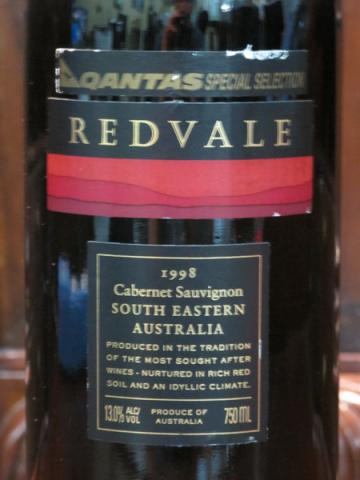 QANTAS SPECIAL SELECTION
REDVALE
1998
Cabernet Sauvignon
SOUTH EASTERN
AUSTRALIA
PRODUCED IN THE TRADITION
OF THE MOST SOUGHT AFTER
WINES - NURTURED IN RICH RED
SOIL AND AN IDYLLIC CLIMATE.
13.0% ALC/VOL PRODUCE OF AUSTRALIA 750 ML